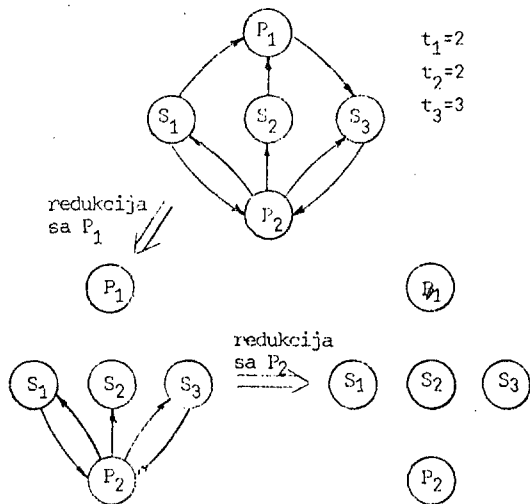 P₁
t₁=2
t₂=2
t₃=3
S₁ S₂ S₃
P₂
redukcija
sa P₁
P₁
P₁
redukcija
sa P₂
S₁ S₂ S₃
S₁ S₂ S₃
P₂
P₂